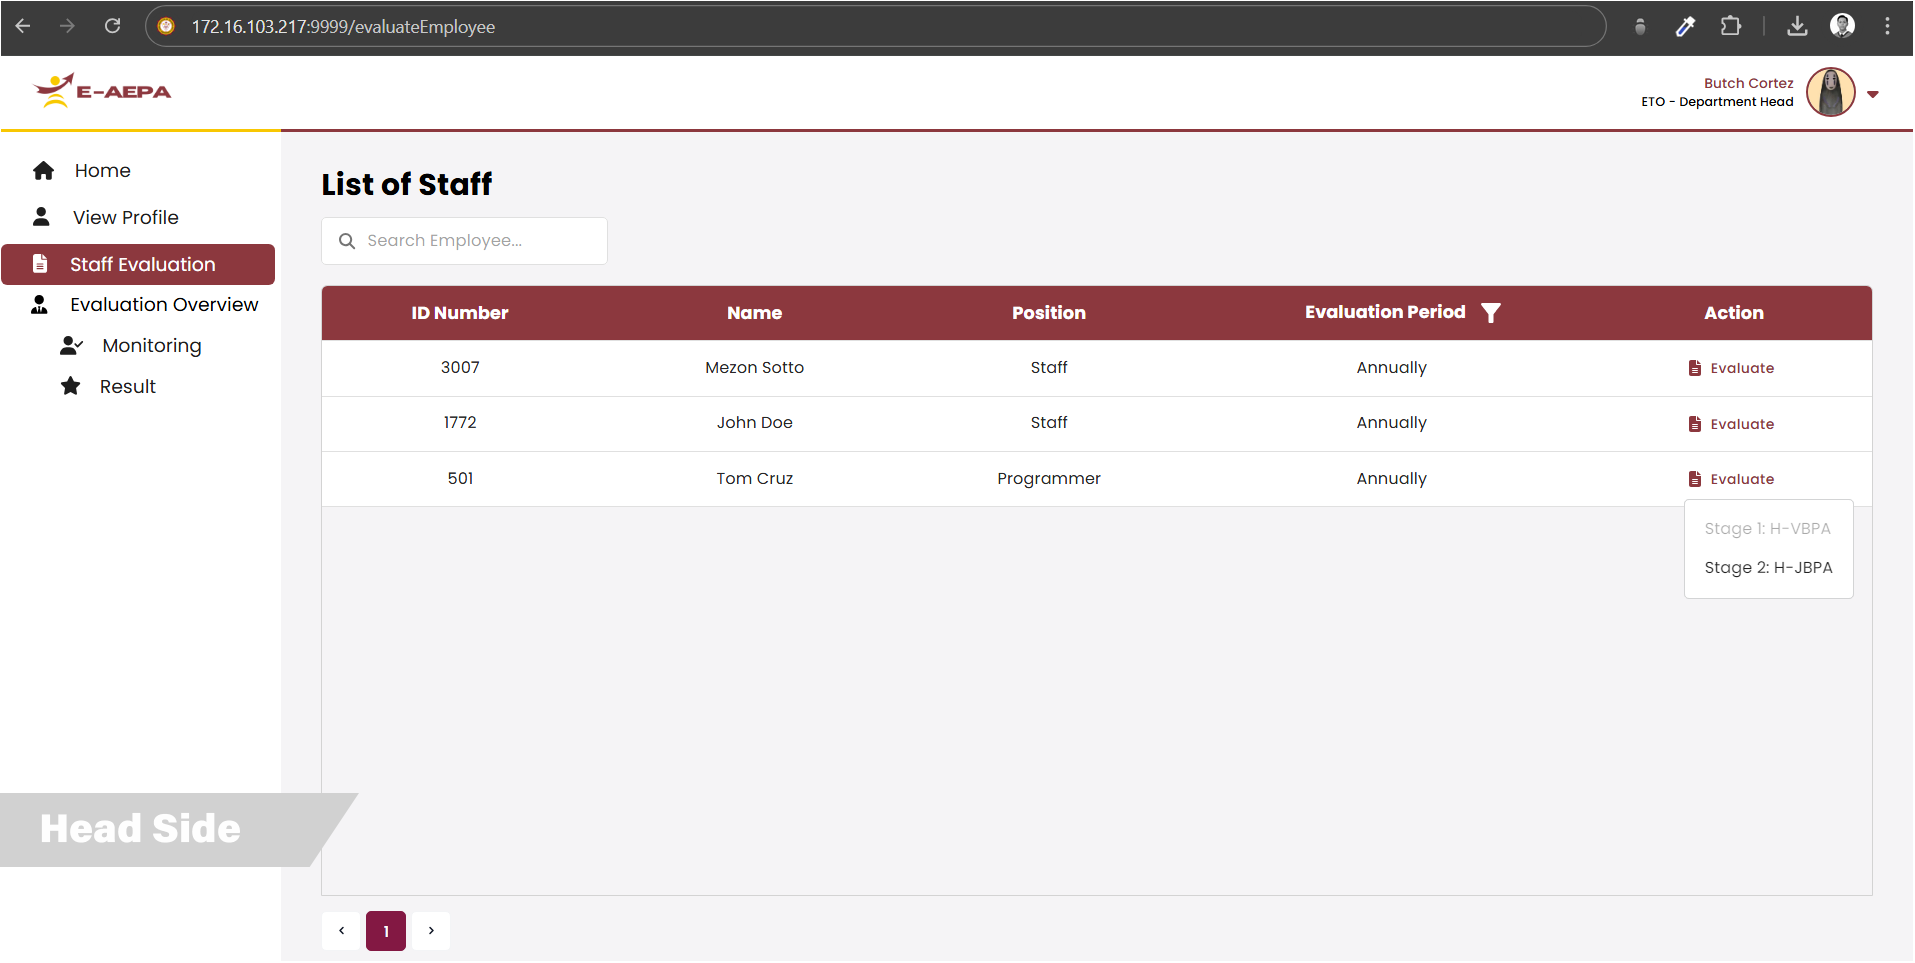 172.16.103.217:9999/evaluateEmployee
E-AEPA
Butch Cortez
ETO - Department Head
Home
View Profile
Staff Evaluation
Evaluation Overview
Monitoring
Result
List of Staff
Search Employee...
ID Number Name Position Evaluation Period Action
3007 Mezon Sotto Staff Annually Evaluate
1772 John Doe Staff Annually Evaluate
501 Tom Cruz Programmer Annually Evaluate
Stage 1: H-VBPA
Stage 2: H-JBPA
Head Side
‹ 1 ›